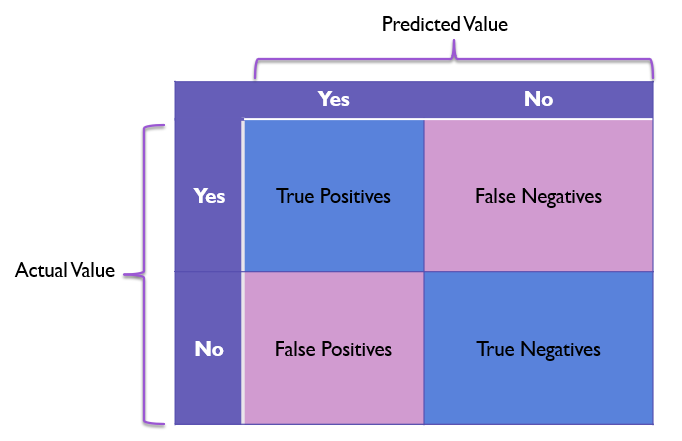 Predicted Value
Yes
No
Yes
True Positives
False Negatives
Actual Value
No
False Positives
True Negatives